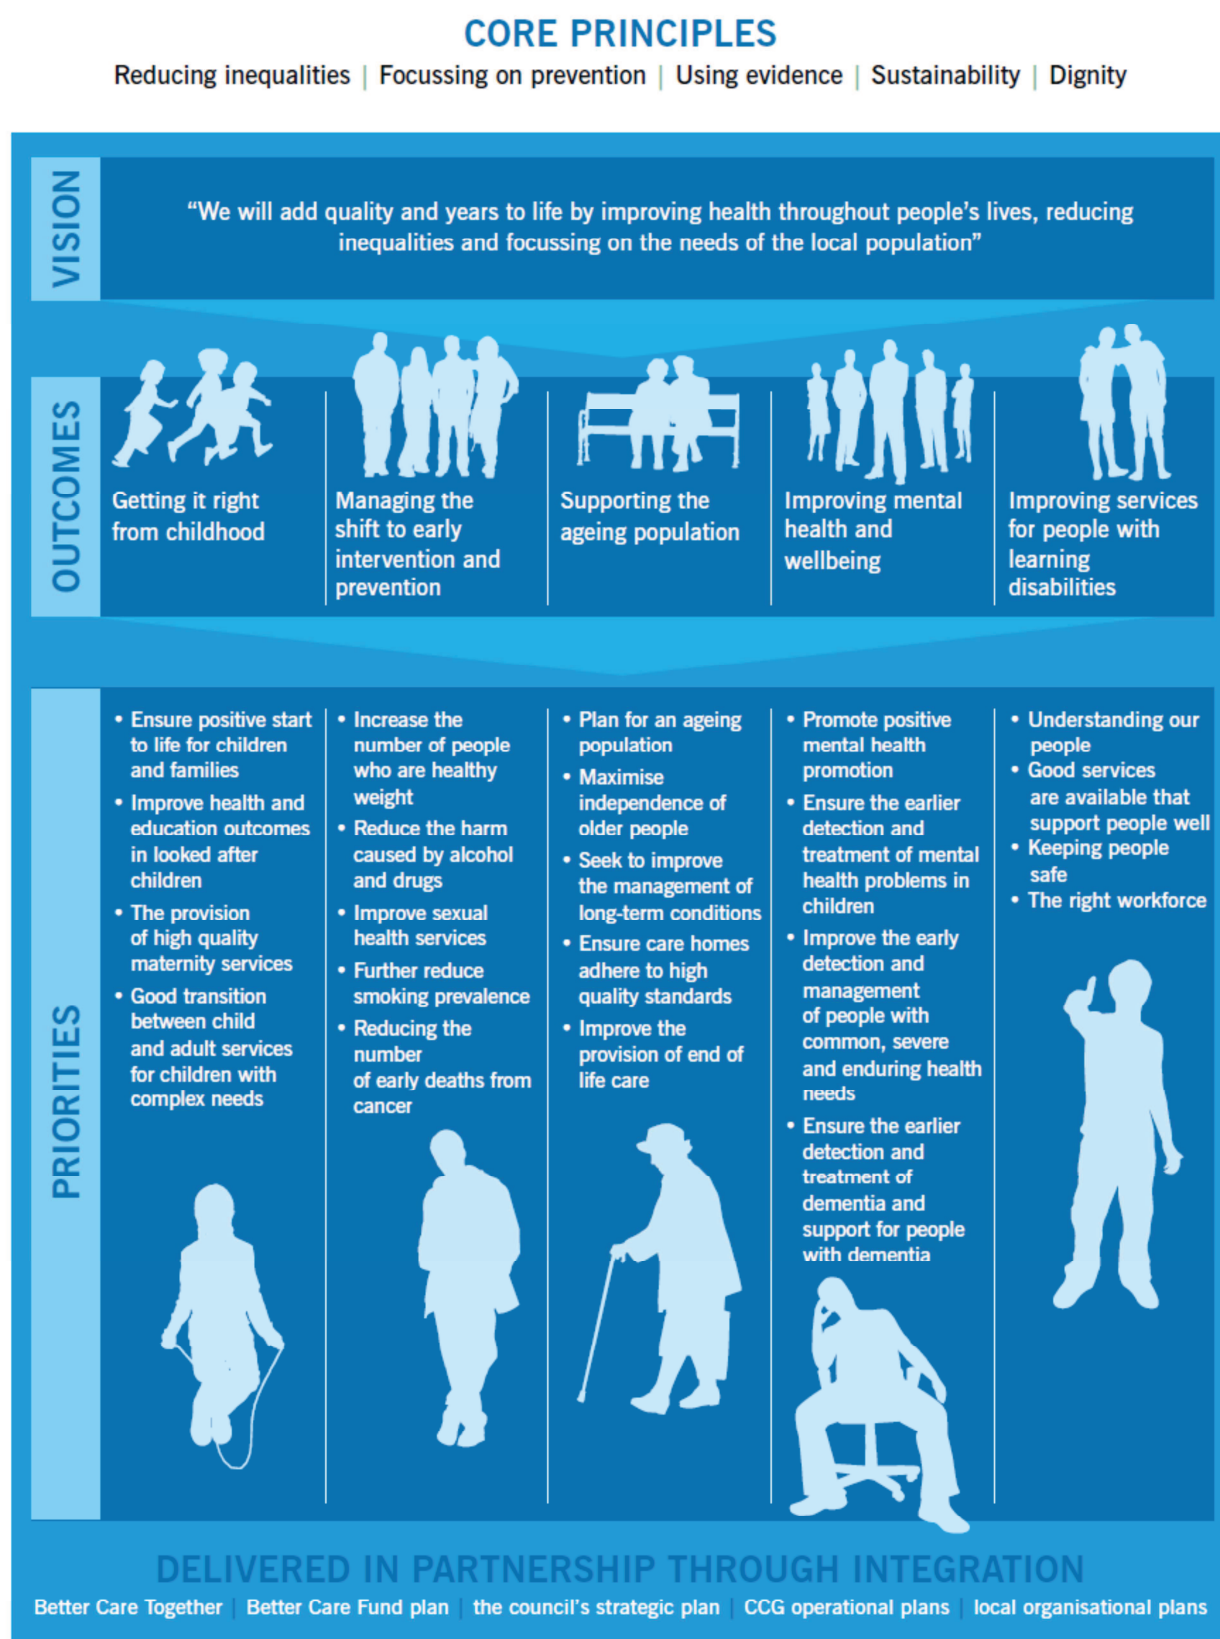 CORE PRINCIPLES
Reducing inequalities | Focussing on prevention | Using evidence | Sustainability | Dignity
VISION
“We will add quality and years to life by improving health throughout people’s lives, reducing
inequalities and focussing on the needs of the local population”
OUTCOMES
Getting it right
from childhood
Managing the
shift to early
intervention and
prevention
Supporting the
ageing population
Improving mental
health and
wellbeing
Improving services
for people with
learning
disabilities
PRIORITIES
• Ensure positive start
to life for children
and families
• Improve health and
education outcomes
in looked after
children
• The provision
of high quality
maternity services
• Good transition
between child
and adult services
for children with
complex needs
• Increase the
number of people
who are healthy
weight
• Reduce the harm
caused by alcohol
and drugs
• Improve sexual
health services
• Further reduce
smoking prevalence
• Reducing the
number
of early deaths from
cancer
• Plan for an ageing
population
• Maximise
independence of
older people
• Seek to improve
the management of
long-term conditions
• Ensure care homes
adhere to high
quality standards
• Improve the
provision of end of
life care
• Promote positive
mental health
promotion
• Ensure the earlier
detection and
treatment of mental
health problems in
children
• Improve the early
detection and
management
of people with
common, severe
and enduring health
needs
• Ensure the earlier
detection and
treatment of
dementia and
support for people
with dementia
• Understanding our
people
• Good services
are available that
support people well
• Keeping people
safe
• The right workforce
DELIVERED IN PARTNERSHIP THROUGH INTEGRATION
Better Care Together | Better Care Fund plan | the council’s strategic plan | CCG operational plans | local organisational plans